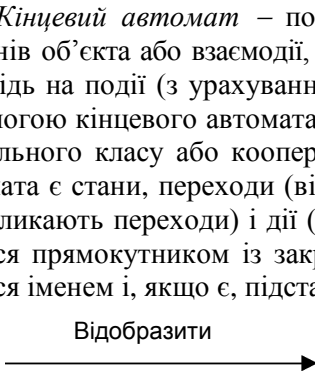 Кінцевий автомат – по
нів об’єкта або взаємодії,
ідь на події (з урахуванн
могою кінцевого автомата
льного класу або коопер
мата є стани, переходи (ві
ликають переходи) і дії (
ся прямокутником із закр
ся іменем і, якщо є, підста
Відобразити